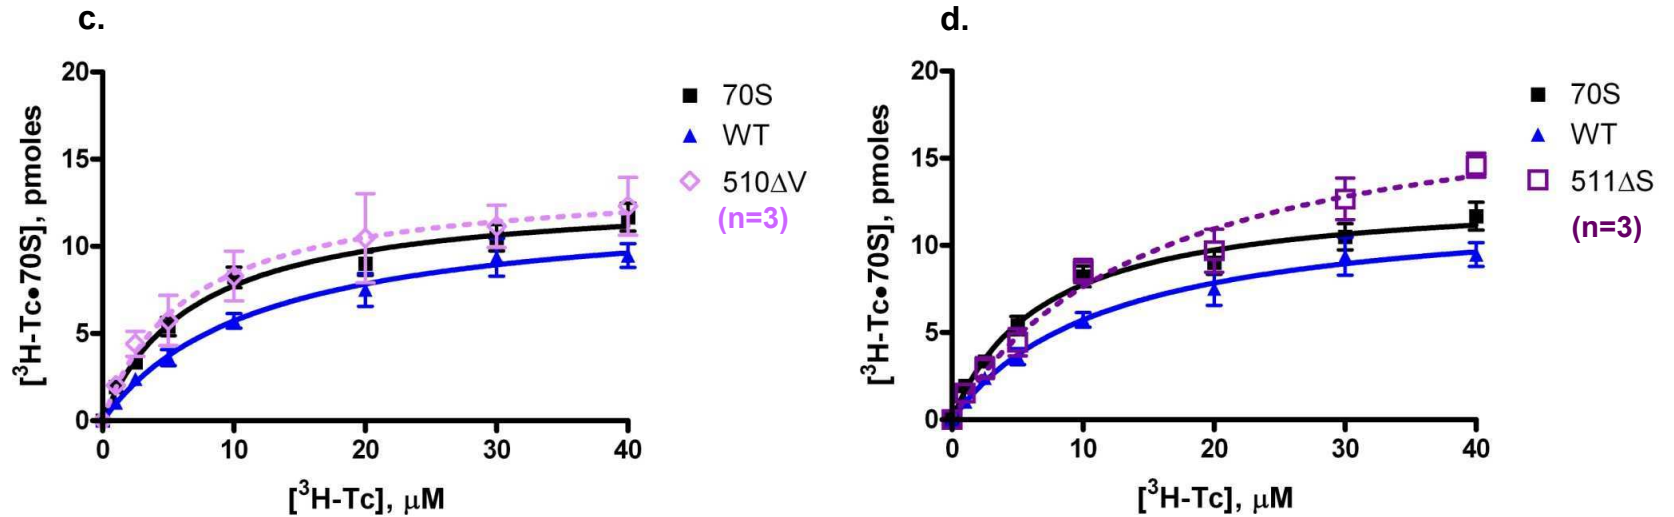 c.
20
15
10
5
0
[³H-Tc●70S], pmoles
0 10 20 30 40
[³H-Tc], μM
70S
WT
510ΔV
(n=3)
d.
20
15
10
5
0
[³H-Tc●70S], pmoles
0 10 20 30 40
[³H-Tc], μM
70S
WT
511ΔS
(n=3)